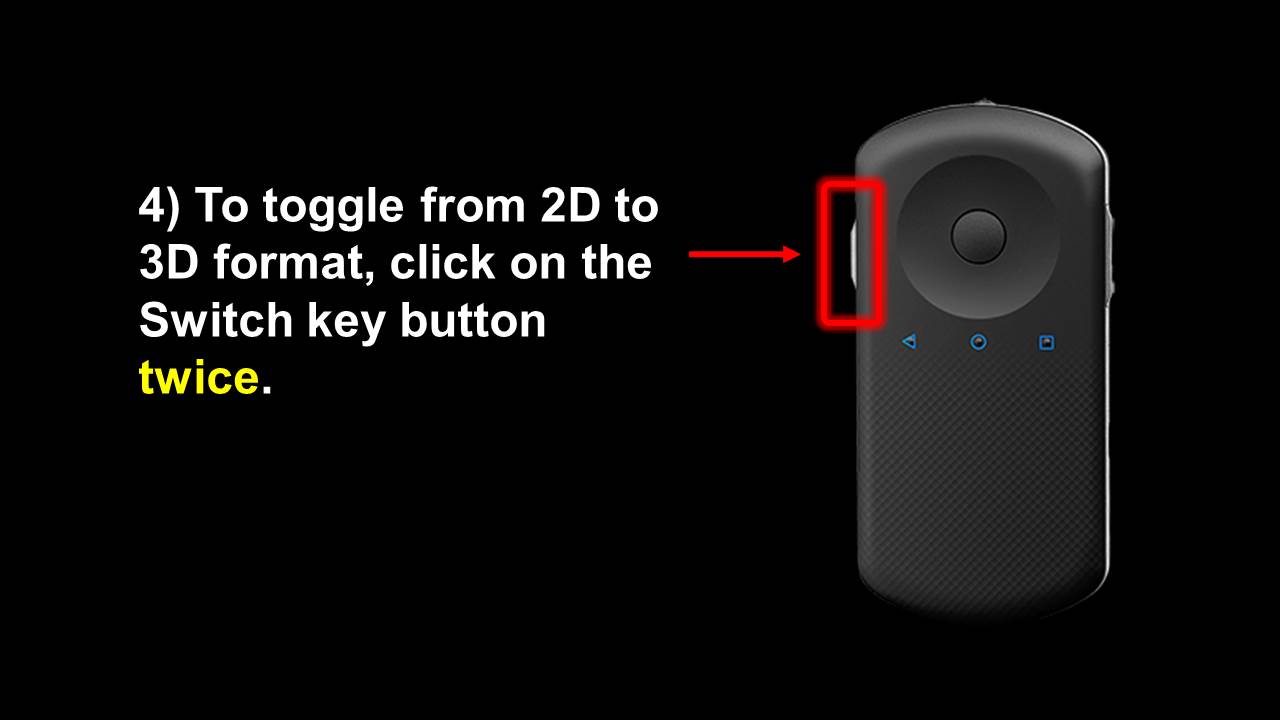 4) To toggle from 2D to
3D format, click on the
Switch key button
twice.